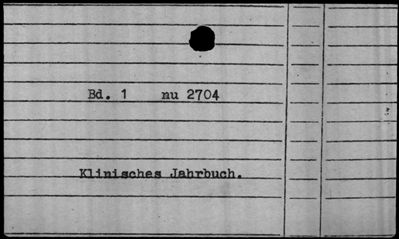 Bd. 1 nu 2704
Klinisches Jahrbuch.